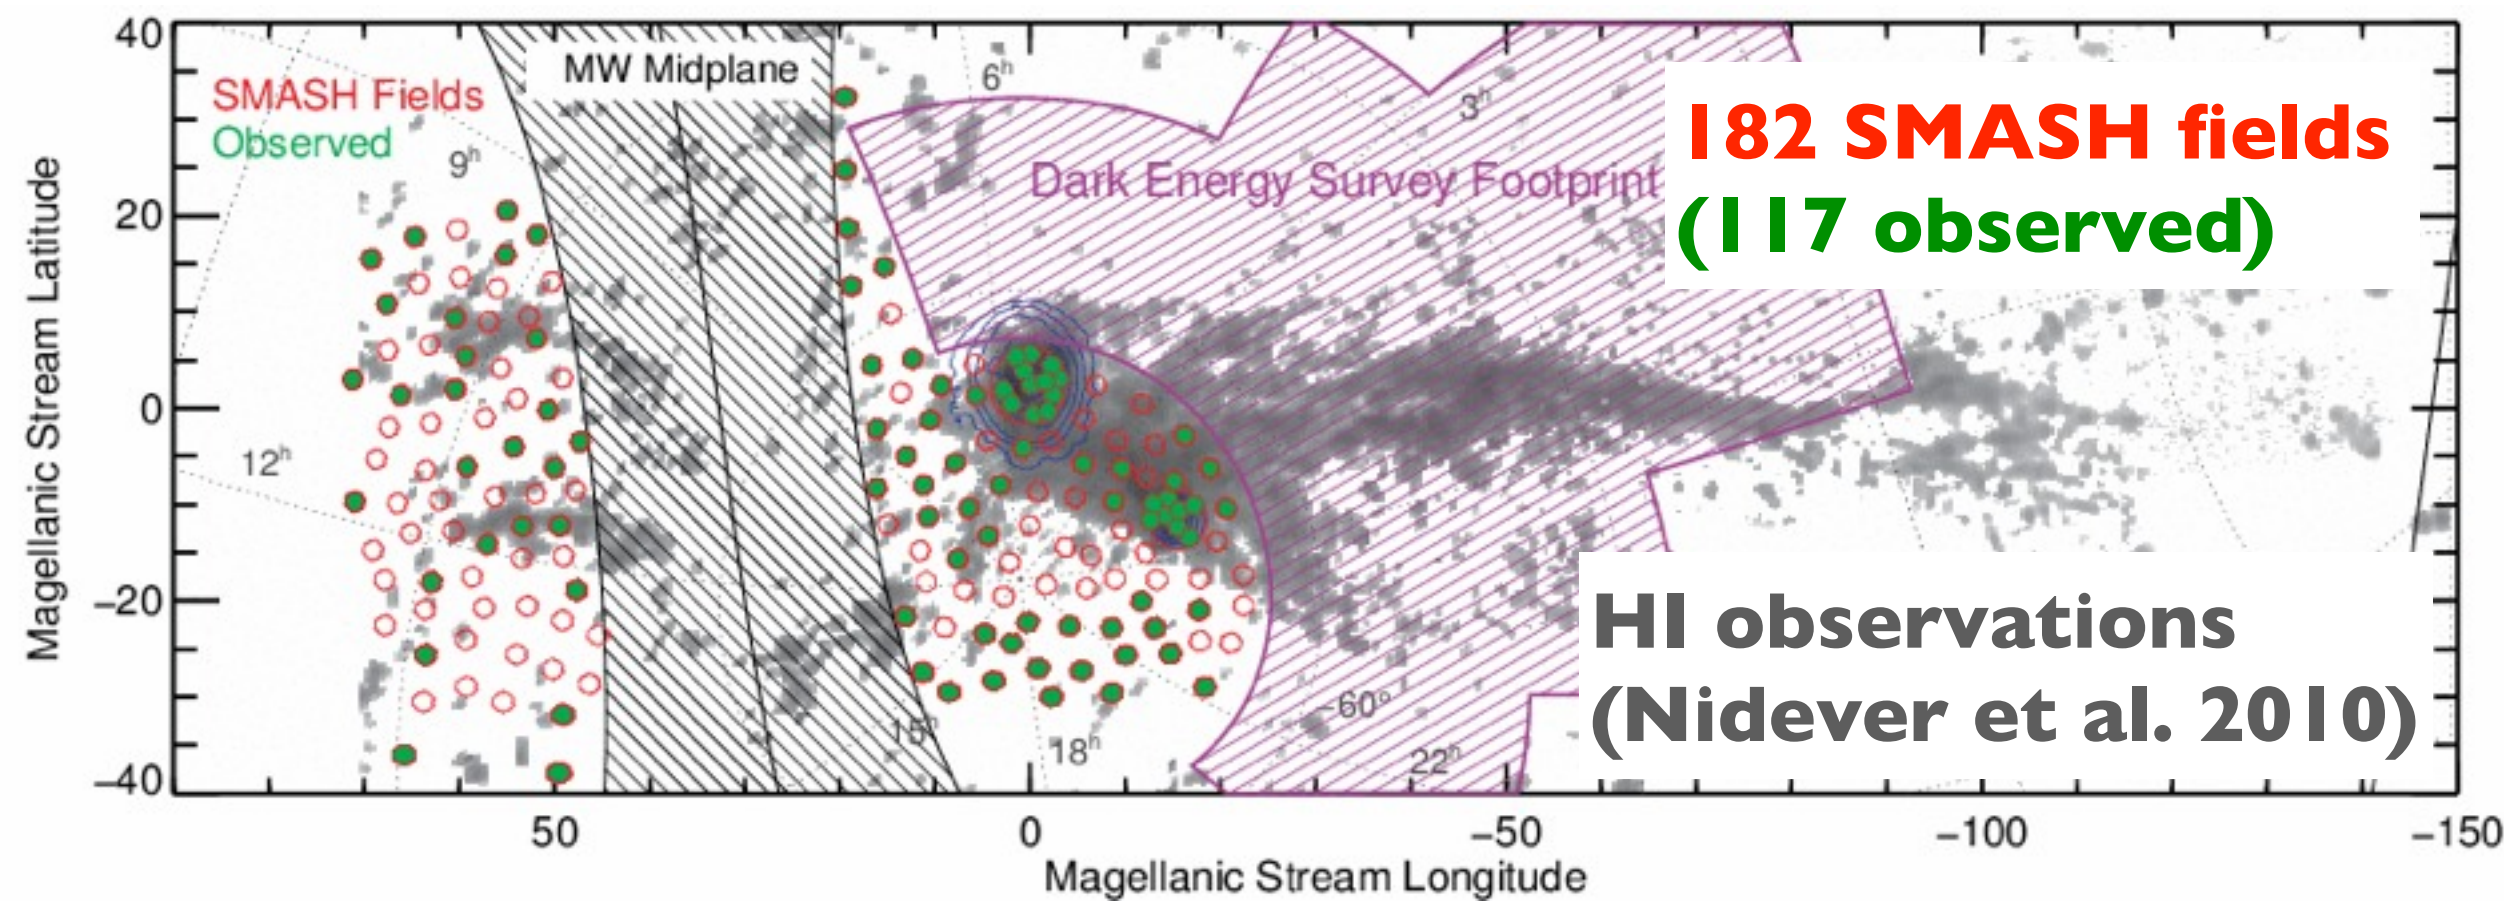 40
20
0
−20
−40
Magellanic Stream Latitude
SMASH Fields
Observed
MW Midplane
9h
12h
6h
3h
Dark Energy Survey Footprint
182 SMASH fields
(117 observed)
HI observations
(Nidever et al. 2010)
15h
18h
−60°
22h
50
0
−50
−100
−150
Magellanic Stream Longitude